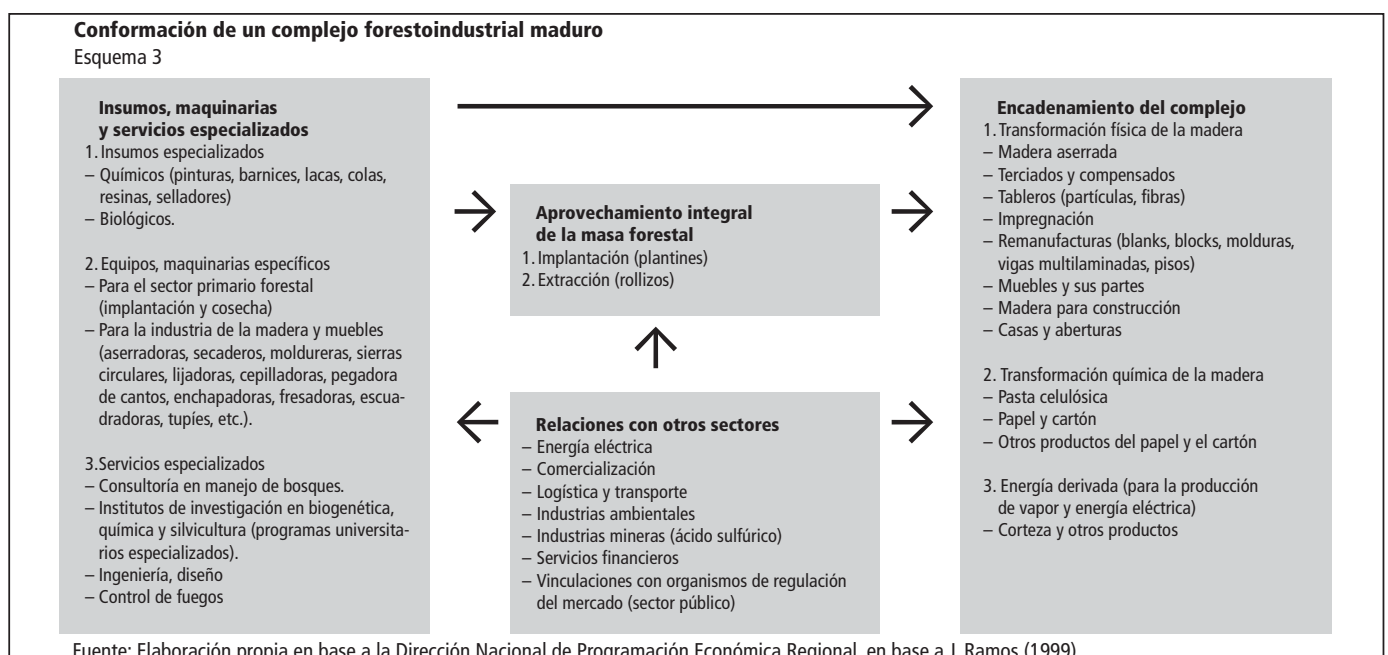 Conformación de un complejo forestoindustrial maduro
Esquema 3
Insumos, maquinarias
y servicios especializados
1. Insumos especializados
– Químicos (pinturas, barnices, lacas, colas,
resinas, selladores)
– Biológicos.
2. Equipos, maquinarias específicos
– Para el sector primario forestal
(implantación y cosecha)
– Para la industria de la madera y muebles
(aserradoras, secaderos, moldureras, sierras
circulares, lijadoras, cepilladoras, pegadora
de cantos, enchapadoras, fresadoras, escua-
dradoras, tupíes, etc.).
3.Servicios especializados
– Consultoría en manejo de bosques.
– Institutos de investigación en biogenética,
química y silvicultura (programas universita-
rios especializados).
– Ingeniería, diseño
– Control de fuegos
Aprovechamiento integral
de la masa forestal
1. Implantación (plantines)
2. Extracción (rollizos)
Relaciones con otros sectores
– Energía eléctrica
– Comercialización
– Logística y transporte
– Industrias ambientales
– Industrias mineras (ácido sulfúrico)
– Servicios financieros
– Vinculaciones con organismos de regulación
del mercado (sector público)
Encadenamiento del complejo
1. Transformación física de la madera
– Madera aserrada
– Terciados y compensados
– Tableros (partículas, fibras)
– Impregnación
– Remanufacturas (blanks, blocks, molduras,
vigas multilaminadas, pisos)
– Muebles y sus partes
– Madera para construcción
– Casas y aberturas
2. Transformación química de la madera
– Pasta celulósica
– Papel y cartón
– Otros productos del papel y el cartón
3. Energía derivada (para la producción
de vapor y energía eléctrica)
– Corteza y otros productos
Fuente: Elaboración propia en base a la Dirección Nacional de Programación Económica Regional, en base a J. Ramos (1999)